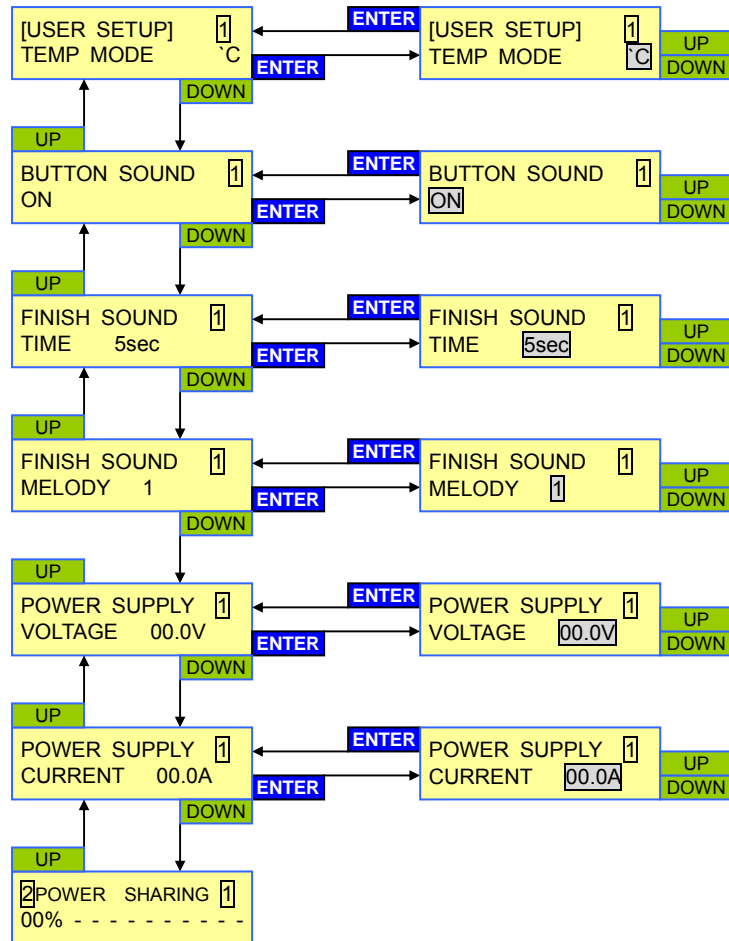 ENTER
[USER SETUP] 1
TEMP MODE `C
ENTER
[USER SETUP] 1
TEMP MODE `C
UP
DOWN
DOWN
UP
ENTER
BUTTON SOUND 1
ON
ENTER
BUTTON SOUND 1
ON
UP
DOWN
DOWN
UP
ENTER
FINISH SOUND 1
TIME 5sec
ENTER
FINISH SOUND 1
TIME 5sec
UP
DOWN
DOWN
UP
ENTER
FINISH SOUND 1
MELODY 1
ENTER
FINISH SOUND 1
MELODY 1
UP
DOWN
DOWN
UP
ENTER
POWER SUPPLY 1
VOLTAGE 00.0V
ENTER
POWER SUPPLY 1
VOLTAGE 00.0V
UP
DOWN
DOWN
UP
ENTER
POWER SUPPLY 1
CURRENT 00.0A
ENTER
POWER SUPPLY 1
CURRENT 00.0A
UP
DOWN
DOWN
UP
2POWER SHARING 1
00% - - - - - - - - - -